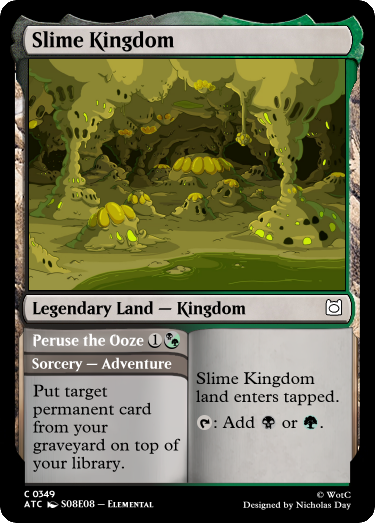 Slime Kingdom
Legendary Land — Kingdom
Peruse the Ooze 1
Sorcery — Adventure
Put target
permanent card
from your
graveyard on top of
your library.
Slime Kingdom
land enters tapped.
: Add or .
C 0349
ATC S08E08 — Elemental
© WotC
Designed by Nicholas Day